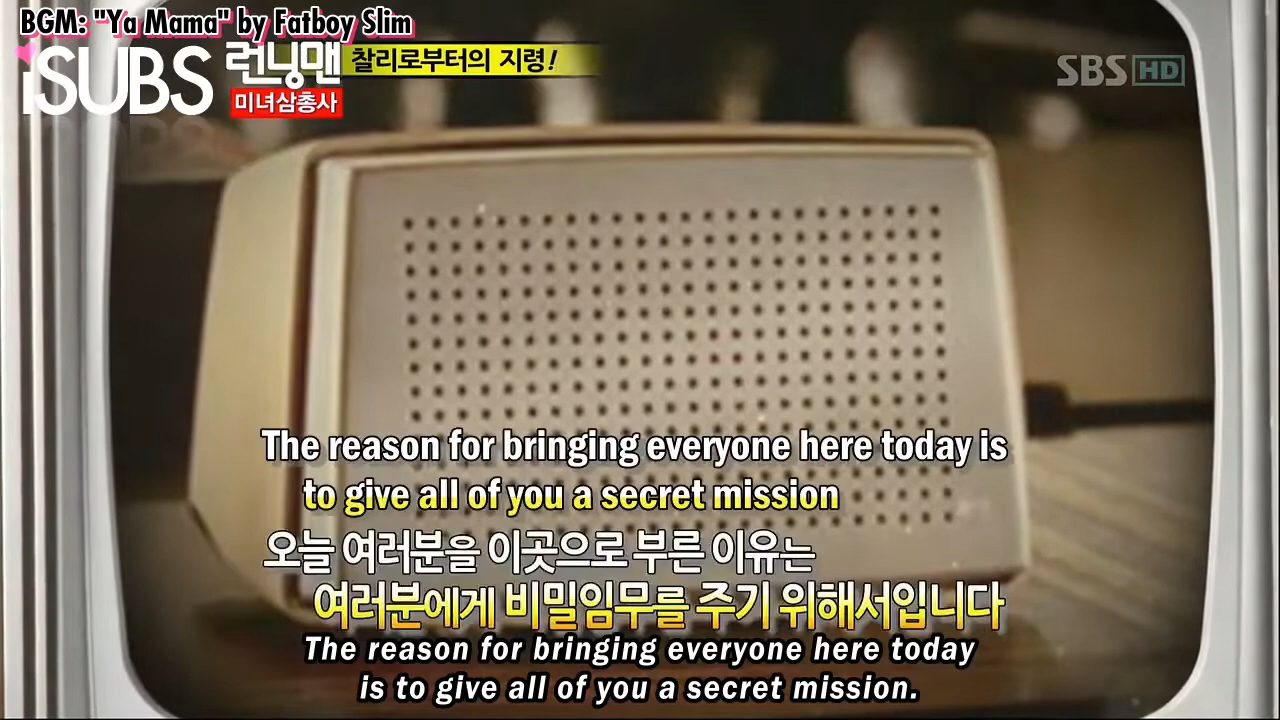 BGM: "Ya Mama" by Fatboy Slim
iSUBS 런닝맨 찰리로부터의 지령!
미녀삼총사
SBS HD
The reason for bringing everyone here today is
to give all of you a secret mission
오늘 여러분을 이곳으로 부른 이유는
여러분에게 비밀임무를 주기 위해서입니다
The reason for bringing everyone here today
is to give all of you a secret mission.